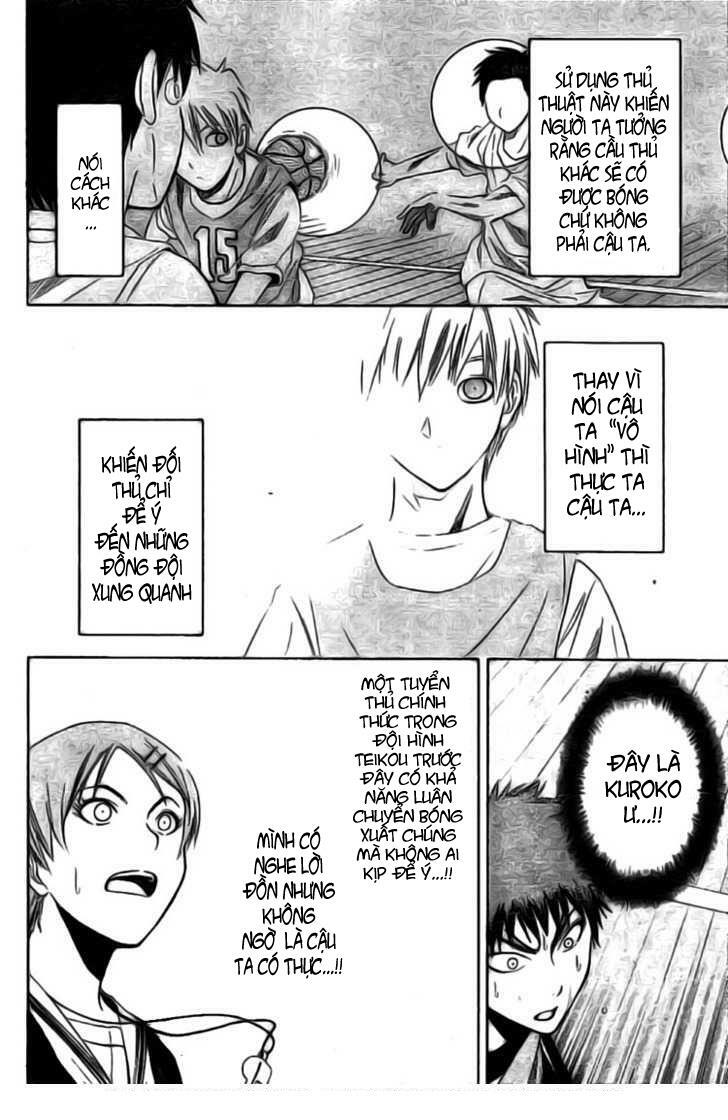 SỬ DỤNG THỦ
THUẬT NÀY KHIẾN
NGƯỜI TA TƯỞNG
RẰNG CẦU THỦ
KHÁC SẼ CÓ
ĐƯỢC BÓNG
CHỨ KHÔNG
PHẢI CẬU TA.
NÓI
CÁCH
KHÁC
...
15
THAY VÌ
NÓI CẬU
TA "VÔ
HÌNH" THÌ
THỰC TA
CẬU TA...
KHIẾN ĐỐI
THỦ CHỈ
ĐỂ Ý
ĐẾN NHỮNG
ĐỒNG ĐỘI
XUNG QUANH
ĐÂY LÀ
KUROKO
Ư...!!
MỘT TUYỂN
THỦ CHÍNH
THỨC TRONG
ĐỘI HÌNH
TEIKOU TRƯỚC
ĐÂY CÓ KHẢ
NĂNG LUÂN
CHUYỂN BÓNG
XUẤT CHÚNG
MÀ KHÔNG AI
KỊP ĐỂ Ý...!!
MÌNH CÓ
NGHE LỜI
ĐỒN NHƯNG
KHÔNG
NGỜ LÀ CẬU
TA CÓ THỰC...!!